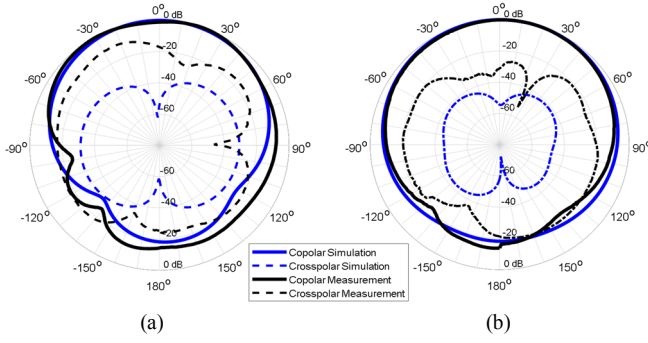 0° 0 dB
-30° 30°
-20
-60° -40 60°
-60
-90° 90°
-60
-120° -40 120°
-20
-150° 150°
0 dB
180°
0° 0 dB
-30° 30°
-20
-60° -40 60°
-60
-90° 90°
-60
-120° -40 120°
-20
-150° 150°
0 dB
180°
Copolar Simulation
Crosspolar Simulation
Copolar Measurement
Crosspolar Measurement
(a)
(b)